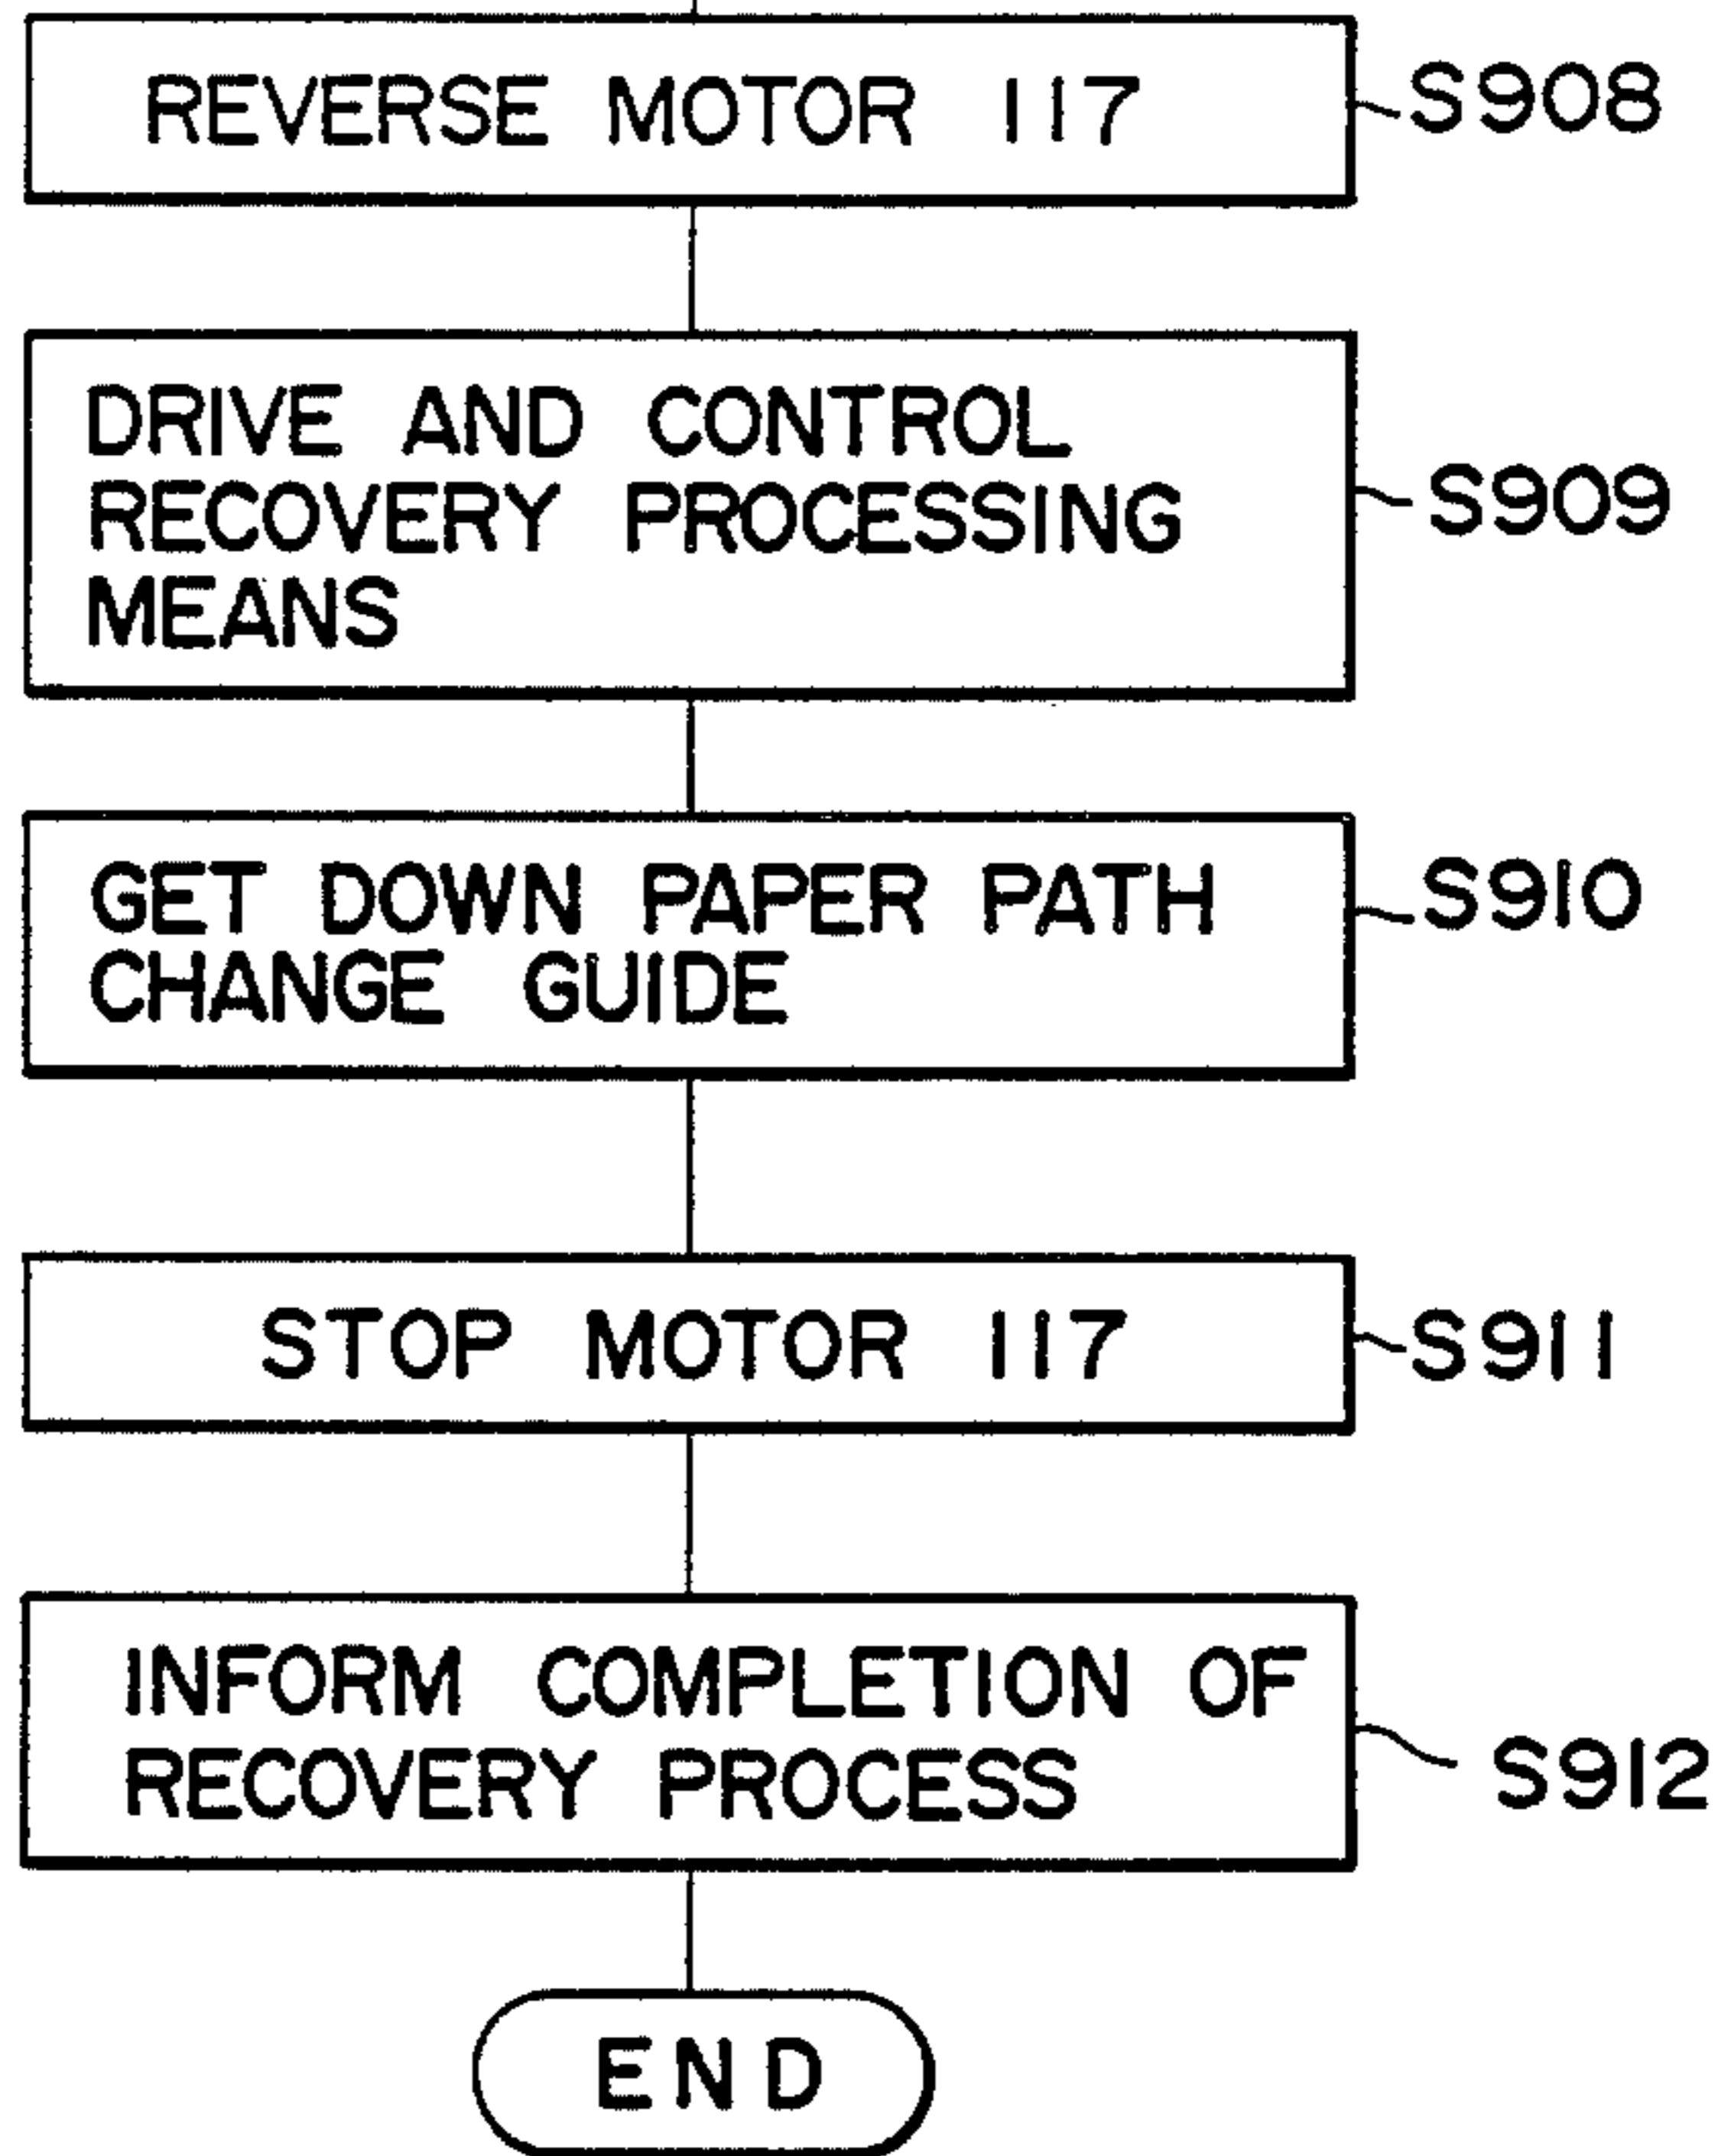 REVERSE MOTOR 117
S908
DRIVE AND CONTROL
RECOVERY PROCESSING
MEANS
S909
GET DOWN PAPER PATH
CHANGE GUIDE
S910
STOP MOTOR 117
S911
INFORM COMPLETION OF
RECOVERY PROCESS
S912
END